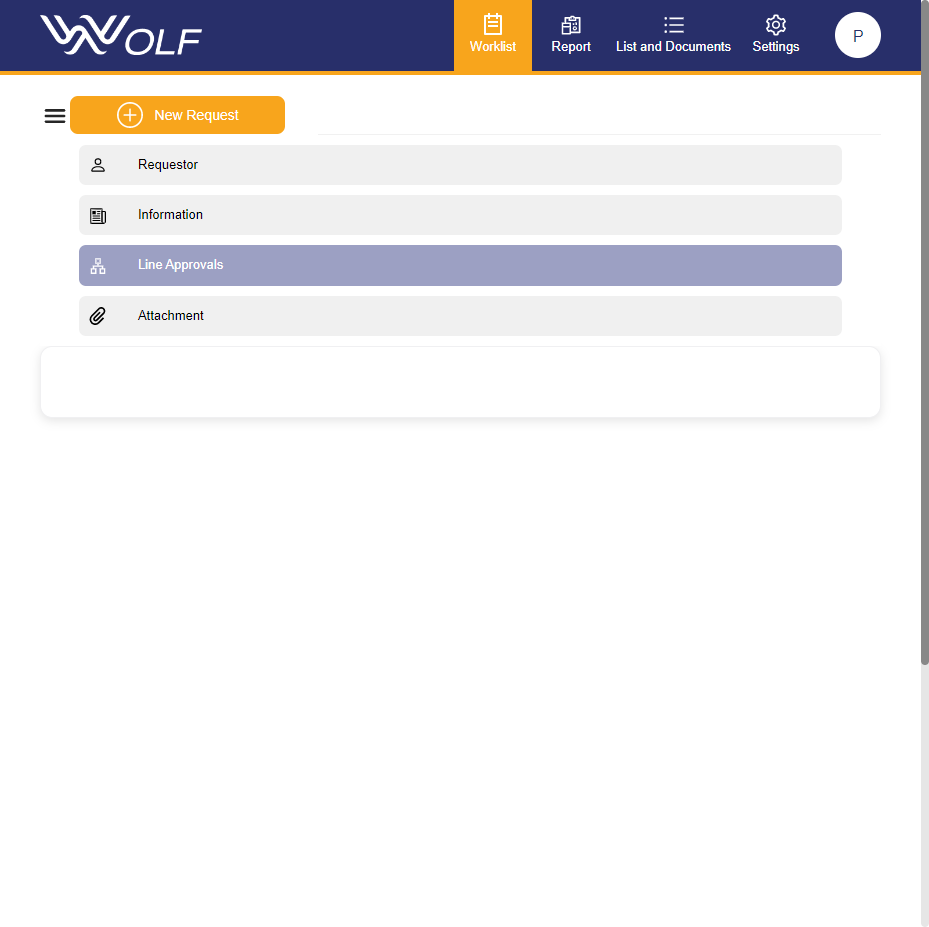 WOLF
Worklist
Report
List and Documents
Settings
P
New Request
Requestor
Information
Line Approvals
Attachment